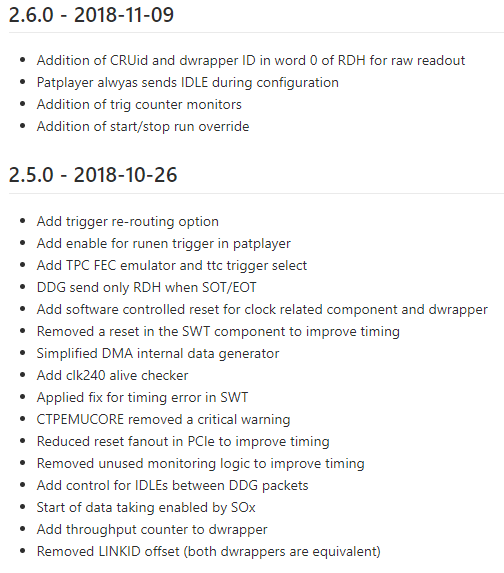 2.6.0 - 2018-11-09
Addition of CRUid and dwrapper ID in word 0 of RDH for raw readout
Patplayer alwyas sends IDLE during configuration
Addition of trig counter monitors
Addition of start/stop run override
2.5.0 - 2018-10-26
Add trigger re-routing option
Add enable for runen trigger in patplayer
Add TPC FEC emulator and ttc trigger select
DDG send only RDH when SOT/EOT
Add software controlled reset for clock related component and dwrapper
Removed a reset in the SWT component to improve timing
Simplified DMA internal data generator
Add clk240 alive checker
Applied fix for timing error in SWT
CTPEMUCORE removed a critical warning
Reduced reset fanout in PCIe to improve timing
Removed unused monitoring logic to improve timing
Add control for IDLEs between DDG packets
Start of data taking enabled by SOx
Add throughput counter to dwrapper
Removed LINKID offset (both dwrappers are equivalent)